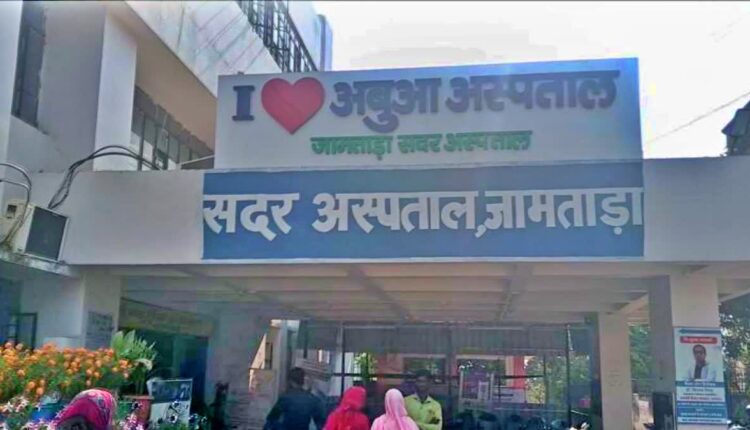 I ❤ अबुआ अस्पताल
जामताड़ा सदर अस्पताल
सदर अस्पताल,जामताड़ा